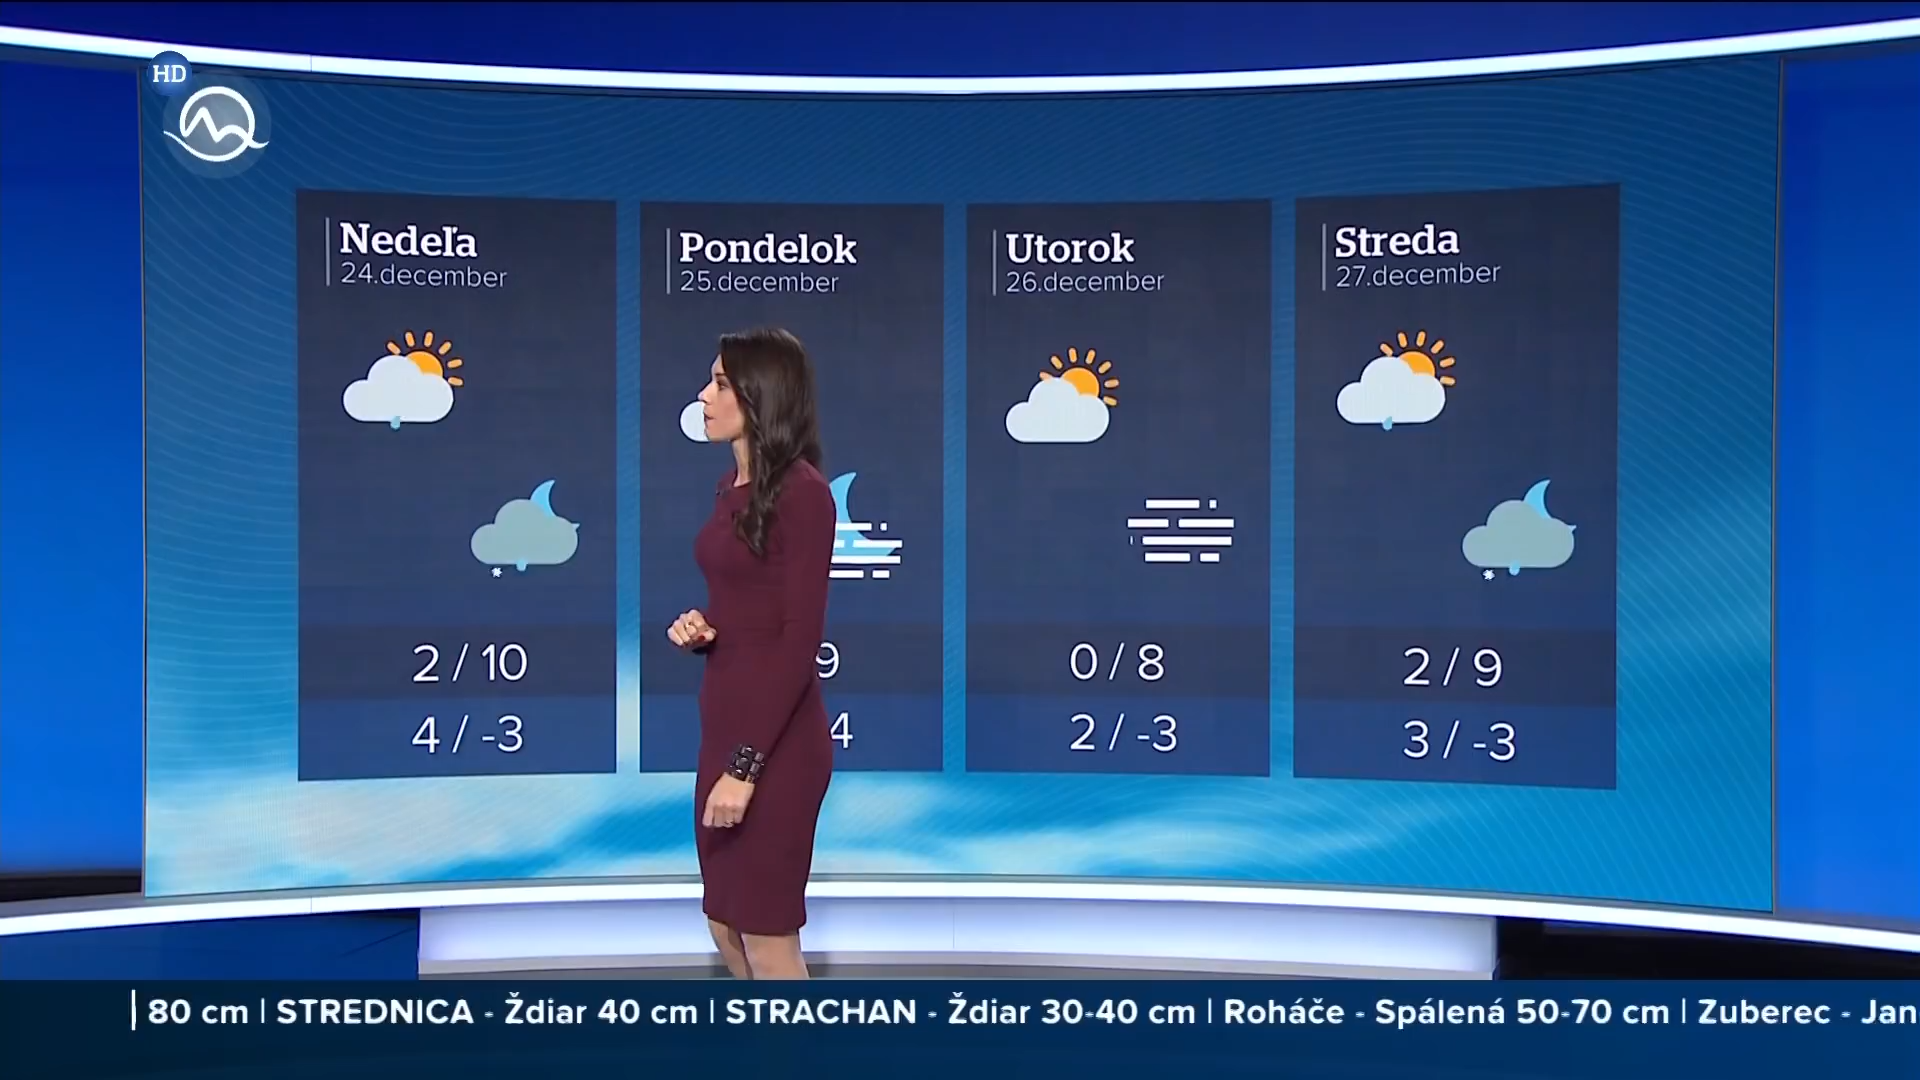 HD
Nedeľa
24.december
2 / 10
4 / -3
Pondelok
25.december
9
4
Utorok
26.december
0 / 8
2 / -3
Streda
27.december
2 / 9
3 / -3
80 cm | STREDNICA - Ždiar 40 cm | STRACHAN - Ždiar 30-40 cm | Roháče - Spálená 50-70 cm | Zuberec - Jan